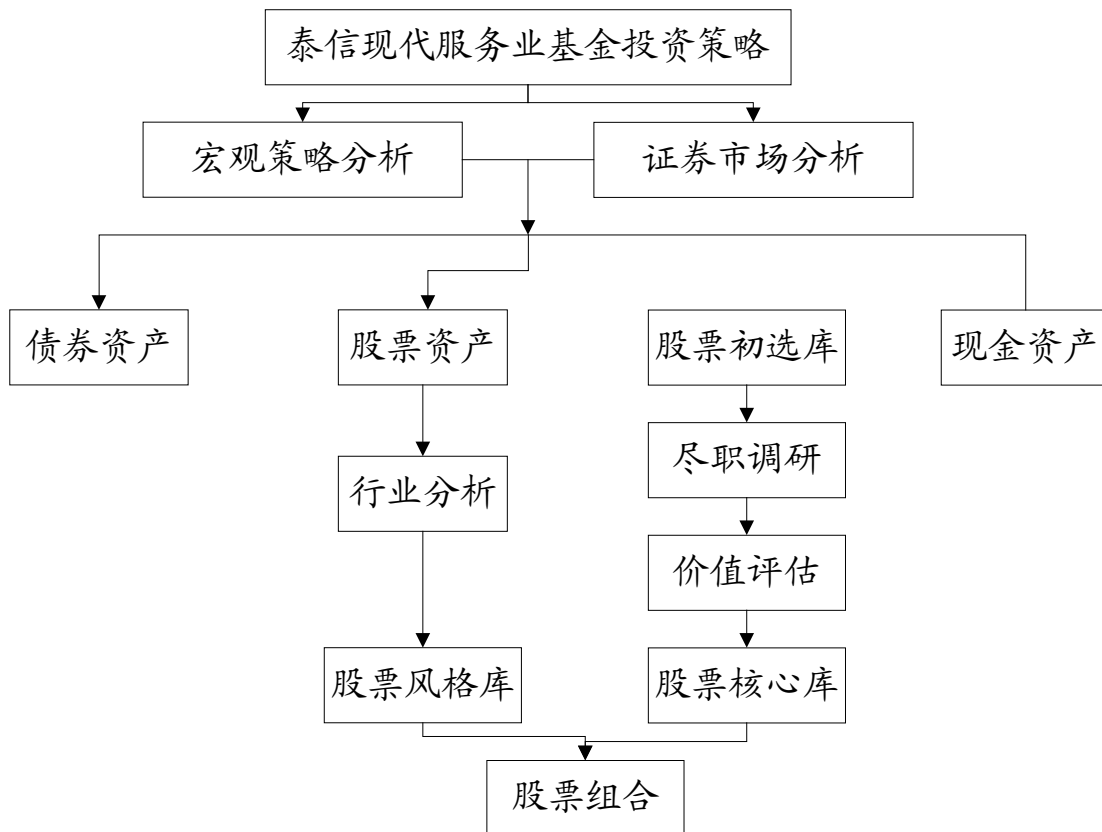 泰信现代服务业基金投资策略
宏观策略分析
证券市场分析
债券资产
股票资产
股票初选库
现金资产
尽职调研
行业分析
价值评估
股票风格库
股票核心库
股票组合